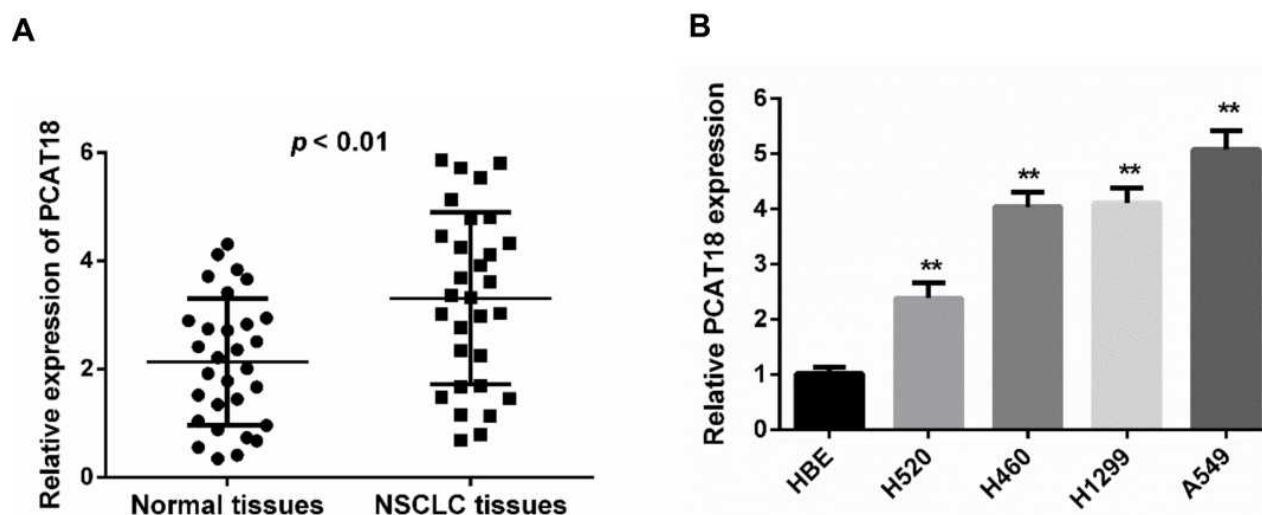 A
Relative expression of PCAT18
p < 0.01
6
4
2
0
Normal tissues
NSCLC tissues
B
Relative PCAT18 expression
6
5
4
3
2
1
0
**
**
**
**
HBE
H520
H460
H1299
A549